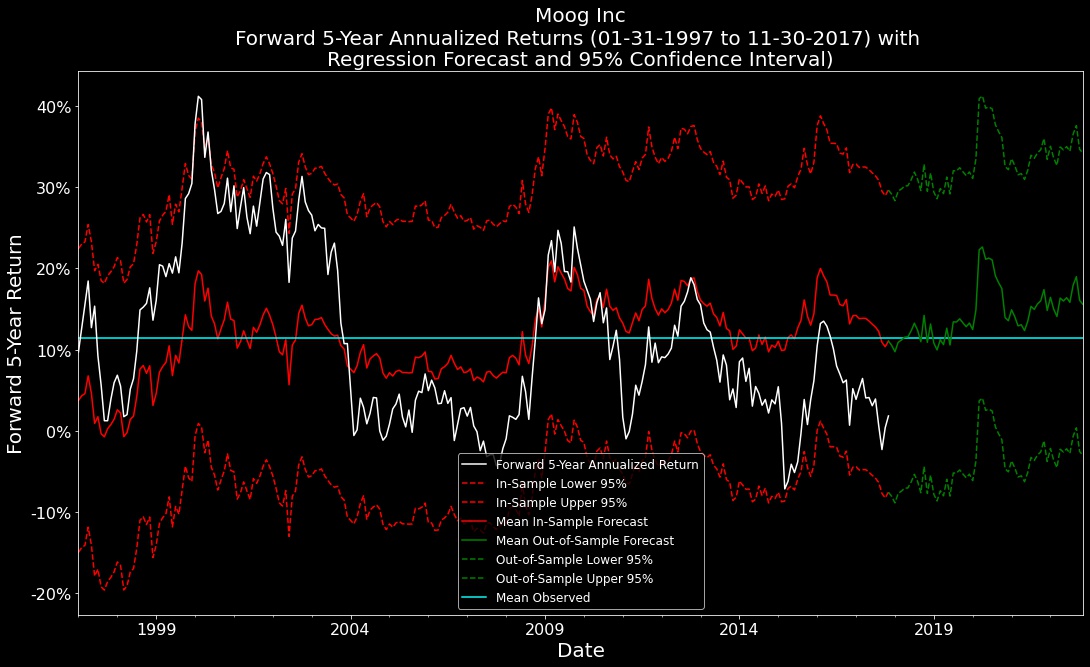 Moog Inc
Forward 5-Year Annualized Returns (01-31-1997 to 11-30-2017) with
Regression Forecast and 95% Confidence Interval)
Forward 5-Year Return
40%
30%
20%
10%
0%
-10%
-20%
Forward 5-Year Annualized Return
In-Sample Lower 95%
In-Sample Upper 95%
Mean In-Sample Forecast
Mean Out-of-Sample Forecast
Out-of-Sample Lower 95%
Out-of-Sample Upper 95%
Mean Observed
1999 2004 2009 2014 2019
Date